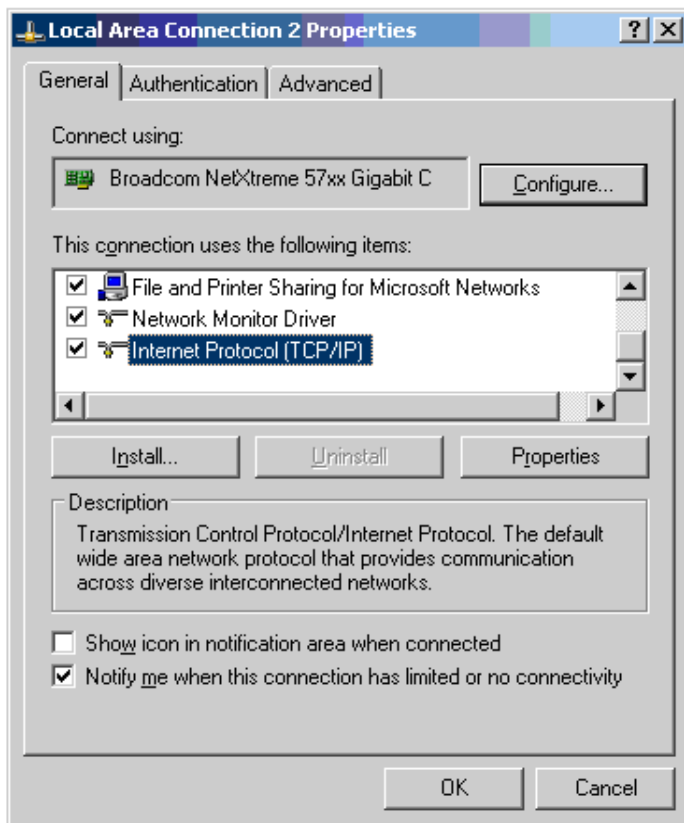 Local Area Connection 2 Properties
General Authentication Advanced
Connect using:
Broadcom NetXtreme 57xx Gigabit C
Configure...
This connection uses the following items:
File and Printer Sharing for Microsoft Networks
Network Monitor Driver
Internet Protocol (TCP/IP)
Install... Uninstall Properties
Description
Transmission Control Protocol/Internet Protocol. The default
wide area network protocol that provides communication
across diverse interconnected networks.
Show icon in notification area when connected
Notify me when this connection has limited or no connectivity
OK Cancel